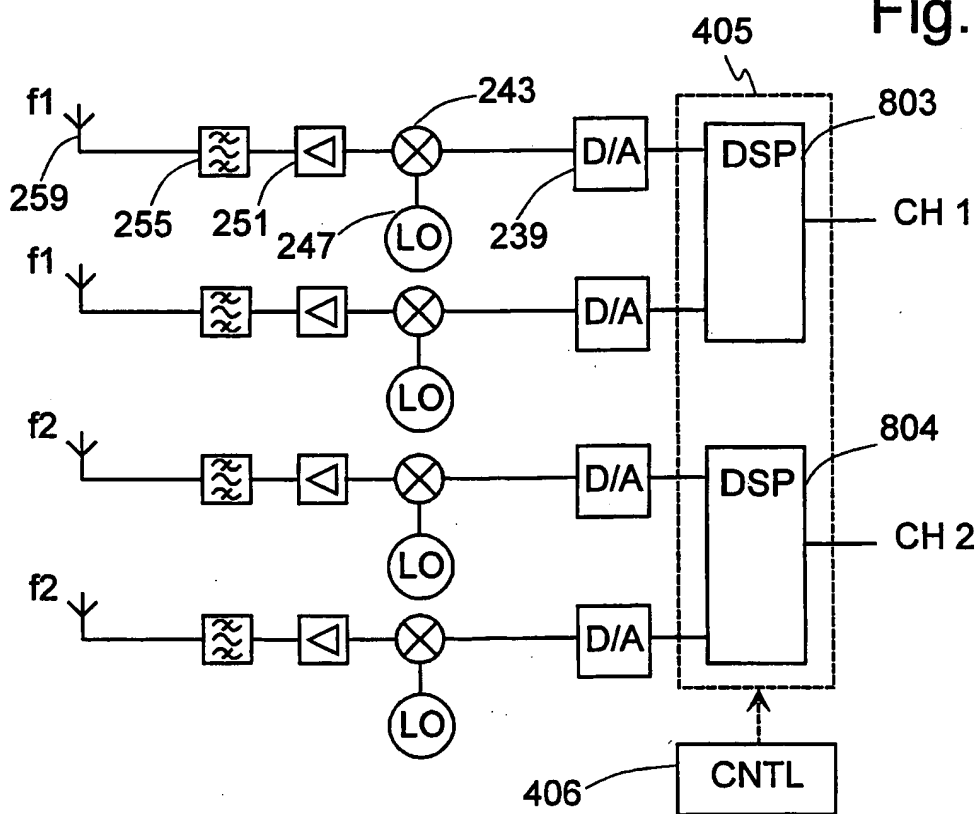 Fig.
405
f1
243
803
D/A
DSP
259
255
251
247
LO
239
CH 1
f1
D/A
LO
f2
804
D/A
DSP
LO
CH 2
f2
D/A
LO
406
CNTL